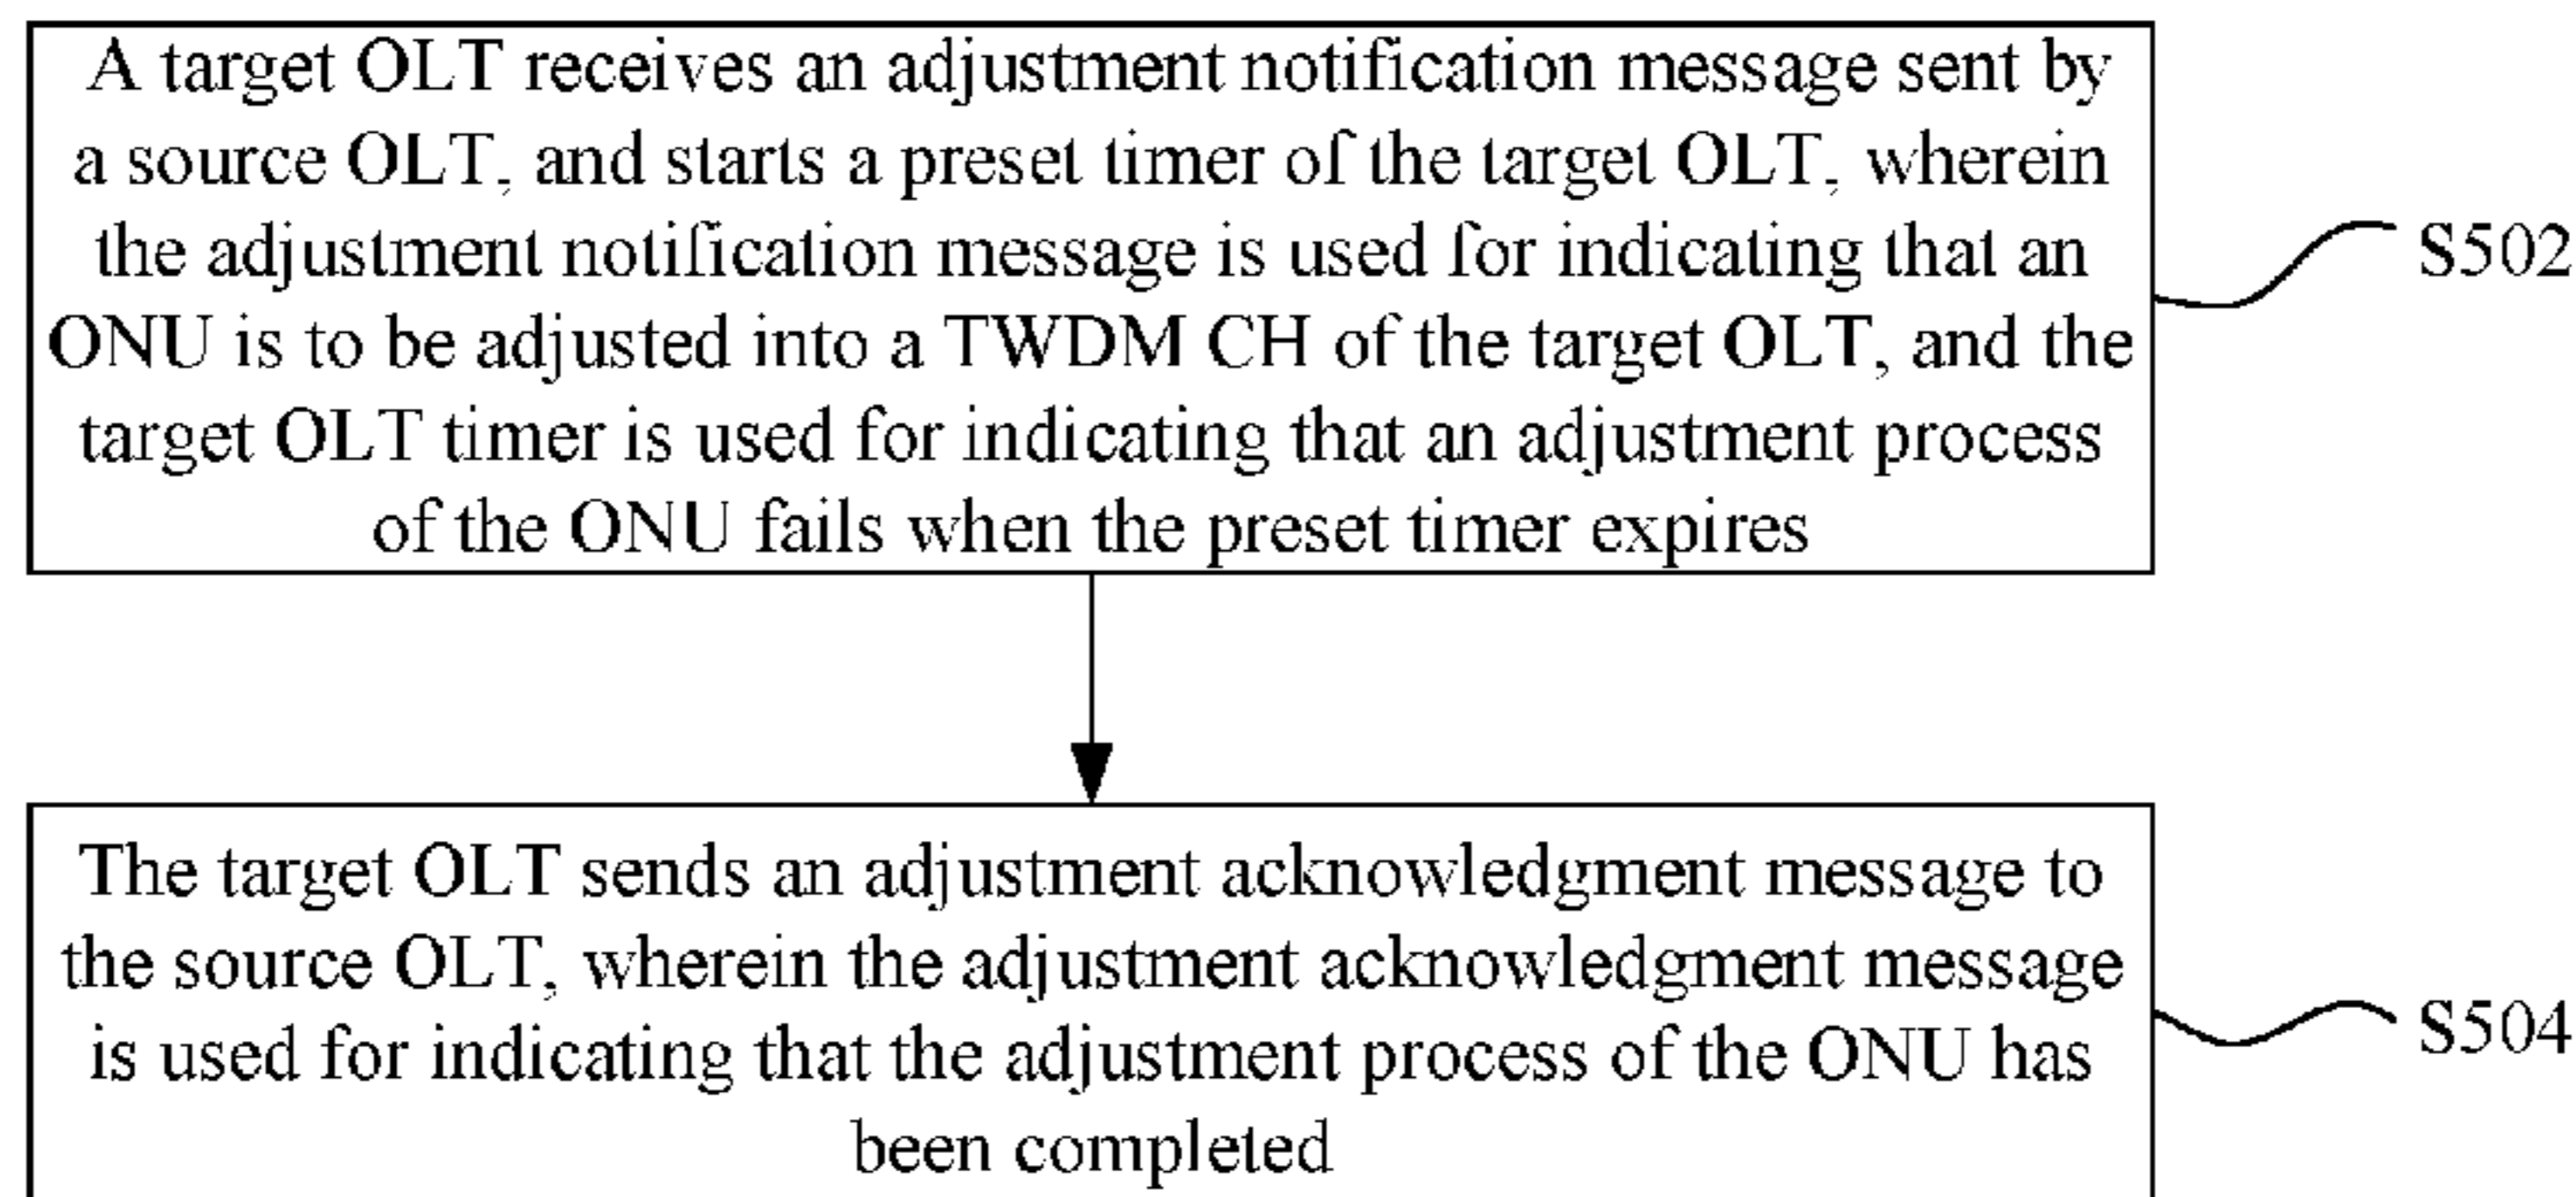 A target OLT receives an adjustment notification message sent by
a source OLT, and starts a preset timer of the target OLT, wherein
the adjustment notification message is used for indicating that an
ONU is to be adjusted into a TWDM CH of the target OLT, and the
target OLT timer is used for indicating that an adjustment process
of the ONU fails when the preset timer expires
S502
The target OLT sends an adjustment acknowledgment message to
the source OLT, wherein the adjustment acknowledgment message
is used for indicating that the adjustment process of the ONU has
been completed
S504